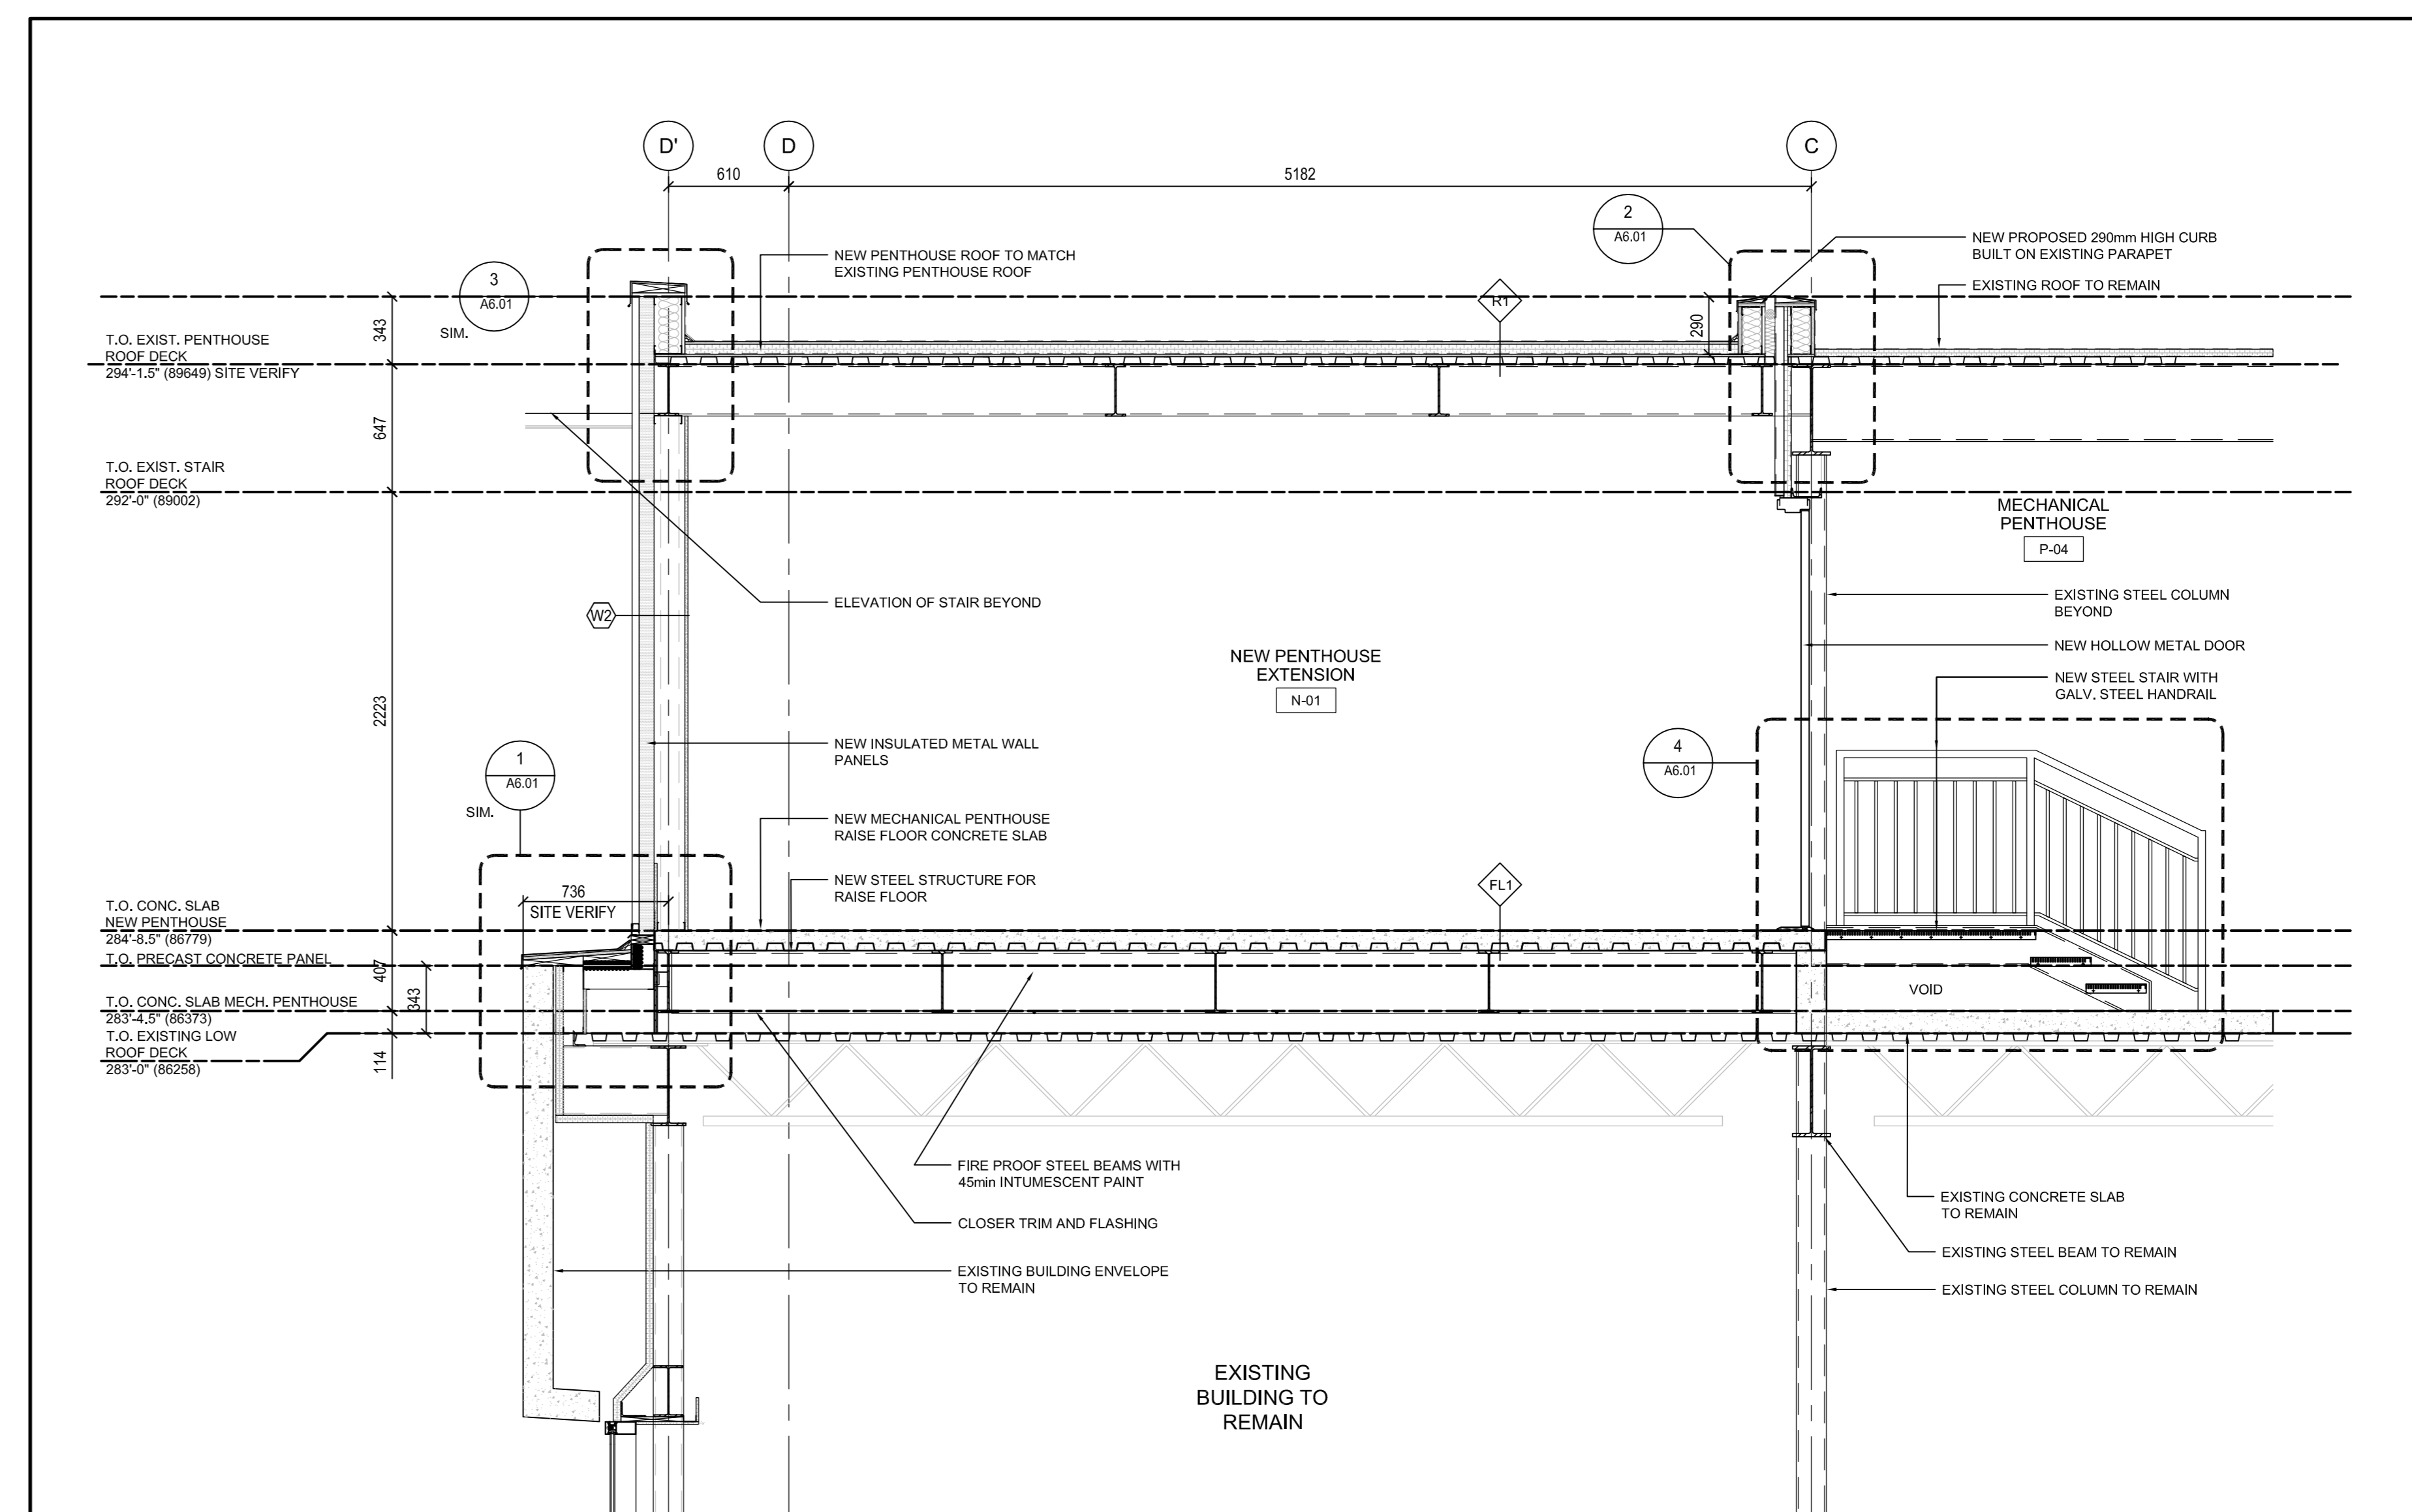 D'
D
C
610
5182
2
A6.01
NEW PENTHOUSE ROOF TO MATCH
EXISTING PENTHOUSE ROOF
NEW PROPOSED 290mm HIGH CURB
BUILT ON EXISTING PARAPET
EXISTING ROOF TO REMAIN
3
A6.01
SIM.
R1
343
290
T.O. EXIST. PENTHOUSE
ROOF DECK
294'-1.5" (89649) SITE VERIFY
647
T.O. EXIST. STAIR
ROOF DECK
292'-0" (89002)
MECHANICAL
PENTHOUSE
P-04
W2
ELEVATION OF STAIR BEYOND
EXISTING STEEL COLUMN
BEYOND
NEW HOLLOW METAL DOOR
NEW PENTHOUSE
EXTENSION
N-01
NEW STEEL STAIR WITH
GALV. STEEL HANDRAIL
2223
NEW INSULATED METAL WALL
PANELS
1
A6.01
SIM.
4
A6.01
NEW MECHANICAL PENTHOUSE
RAISE FLOOR CONCRETE SLAB
NEW STEEL STRUCTURE FOR
RAISE FLOOR
FL1
736
SITE VERIFY
T.O. CONC. SLAB
NEW PENTHOUSE
284'-8.5" (86779)
T.O. PRECAST CONCRETE PANEL
407
343
T.O. CONC. SLAB MECH. PENTHOUSE
283'-4.5" (86373)
T.O. EXISTING LOW
ROOF DECK
283'-0" (86258)
114
VOID
FIRE PROOF STEEL BEAMS WITH
45min INTUMESCENT PAINT
CLOSER TRIM AND FLASHING
EXISTING BUILDING ENVELOPE
TO REMAIN
EXISTING CONCRETE SLAB
TO REMAIN
EXISTING STEEL BEAM TO REMAIN
EXISTING STEEL COLUMN TO REMAIN
EXISTING
BUILDING TO
REMAIN